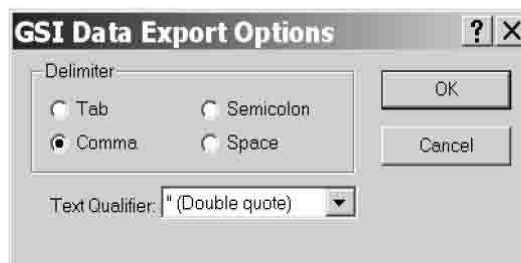 GSI Data Export Options
? X
Delimiter
Tab
Semicolon
OK
Comma
Space
Cancel
Text Qualifier: " (Double quote)